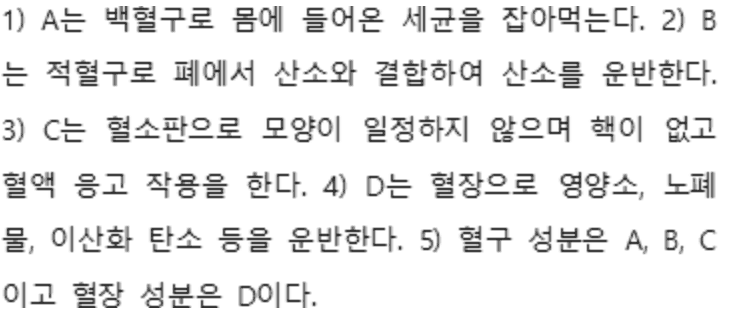 1) A는 백혈구로 몸에 들어온 세균을 잡아먹는다. 2) B
는 적혈구로 폐에서 산소와 결합하여 산소를 운반한다.
3) C는 혈소판으로 모양이 일정하지 않으며 핵이 없고
혈액 응고 작용을 한다. 4) D는 혈장으로 영양소, 노폐
물, 이산화 탄소 등을 운반한다. 5) 혈구 성분은 A, B, C
이고 혈장 성분은 D이다.